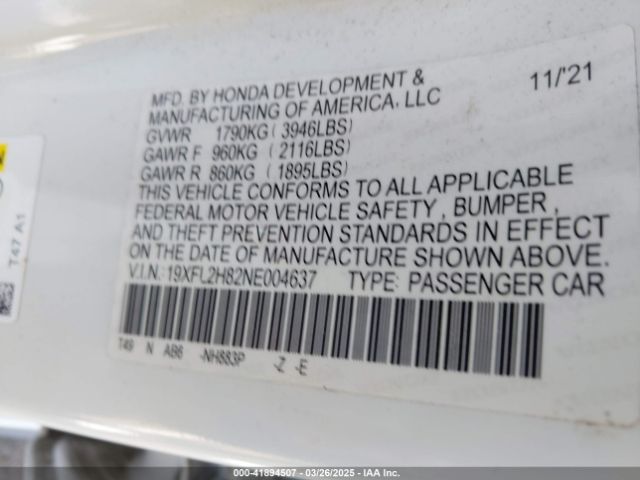 MFD. BY HONDA DEVELOPMENT &
MANUFACTURING OF AMERICA, LLC 11/'21
GVWR 1790KG (3946LBS)
GAWR F 960KG (2116LBS)
GAWR R 860KG (1895LBS)
THIS VEHICLE CONFORMS TO ALL APPLICABLE
FEDERAL MOTOR VEHICLE SAFETY, BUMPER,
AND THEFT PREVENTION STANDARDS IN EFFECT
ON THE DATE OF MANUFACTURE SHOWN ABOVE.
V.I.N.:19XFL2H82NE004637 TYPE: PASSENGER CAR
T49 N AB6 -NH883P -Z -E
T47 A1
000-41894507 / 03/26/2025 / IAA Inc.